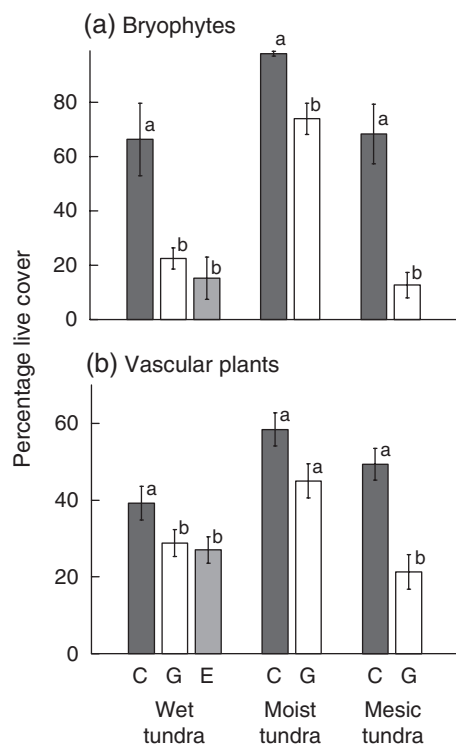 (a) Bryophytes
a
a
b
a
b
b
b
80
60
40
20
0
Percentage live cover
(b) Vascular plants
a
a
a
a
b
b
b
60
40
20
0
C G E C G C G
Wet tundra
Moist tundra
Mesic tundra